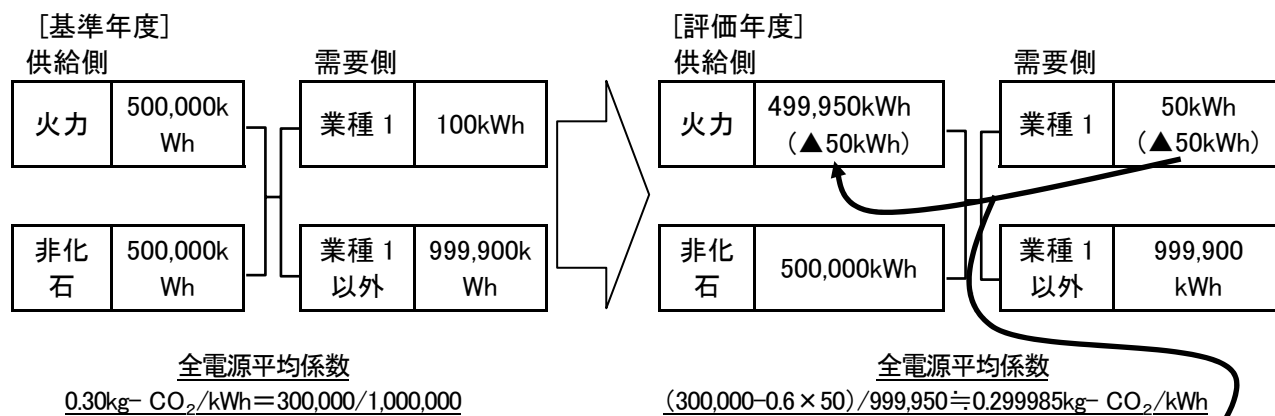 [基準年度]
供給側
需要側
火力
500,000k
Wh
業種 1
100kWh
非化
石
500,000k
Wh
業種 1
以外
999,900k
Wh
全電源平均係数
0.30kg- CO₂/kWh=300,000/1,000,000
[評価年度]
供給側
需要側
火力
499,950kWh
(▲50kWh)
業種 1
50kWh
(▲50kWh)
非化
石
500,000kWh
業種 1
以外
999,900
kWh
全電源平均係数
(300,000-0.6×50)/999,950≒0.299985kg- CO₂/kWh